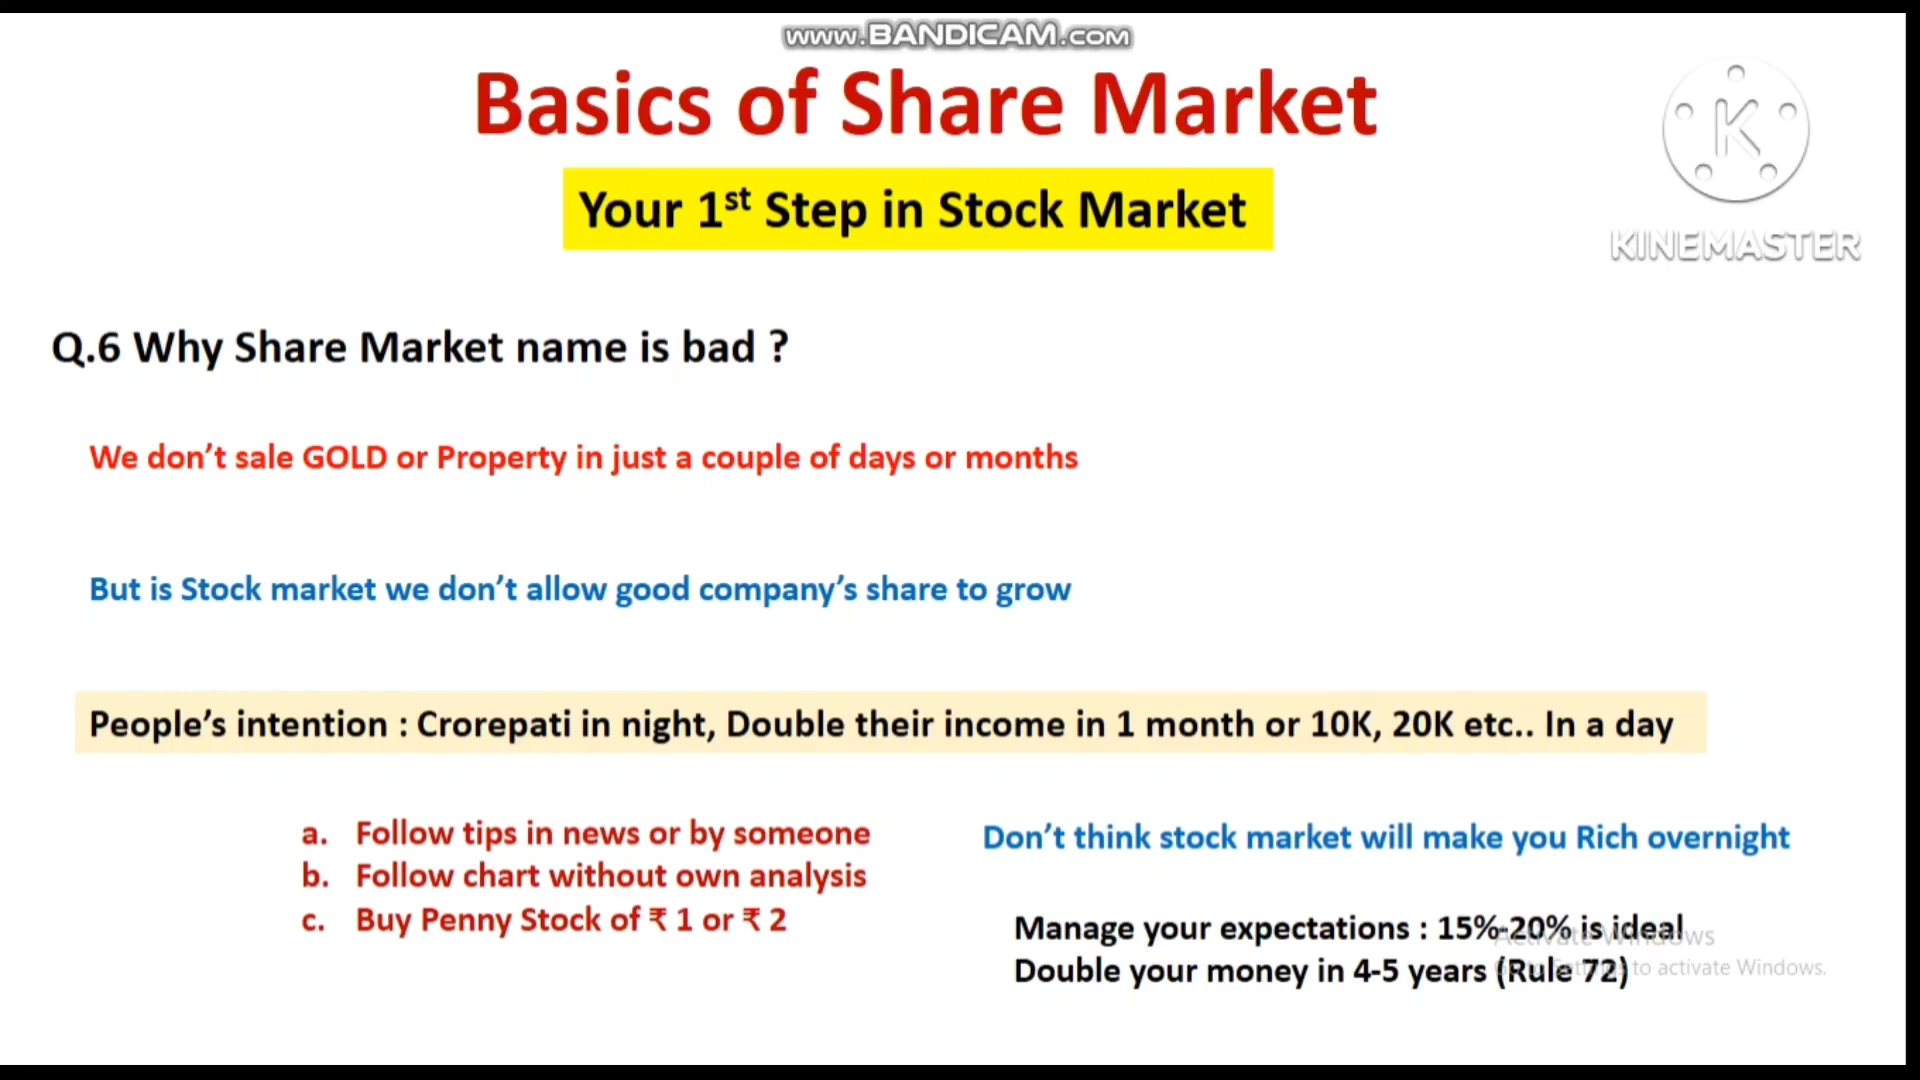 www.BANDICAM.com
Basics of Share Market
K
KINEMASTER
Your 1st Step in Stock Market
Q.6 Why Share Market name is bad ?
We don't sale GOLD or Property in just a couple of days or months
But is Stock market we don't allow good company's share to grow
People's intention : Crorepati in night, Double their income in 1 month or 10K, 20K etc.. In a day
a. Follow tips in news or by someone
b. Follow chart without own analysis
c. Buy Penny Stock of ₹ 1 or ₹ 2
Don't think stock market will make you Rich overnight
Manage your expectations : 15%-20% is ideal
Double your money in 4-5 years (Rule 72)
Activate Windows
Go to Settings to activate Windows.